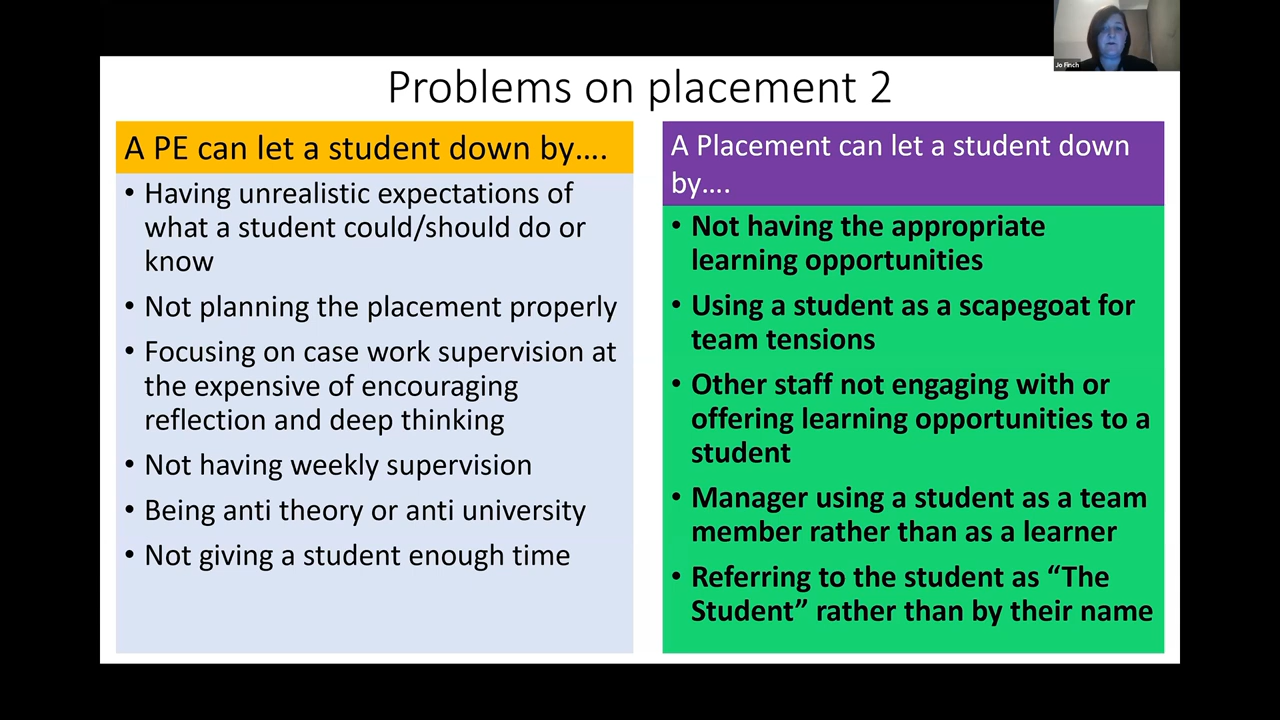 Jo Finch
Problems on placement 2
A PE can let a student down by….
• Having unrealistic expectations of
what a student could/should do or
know
• Not planning the placement properly
• Focusing on case work supervision at
the expensive of encouraging
reflection and deep thinking
• Not having weekly supervision
• Being anti theory or anti university
• Not giving a student enough time
A Placement can let a student down
by….
• Not having the appropriate
learning opportunities
• Using a student as a scapegoat for
team tensions
• Other staff not engaging with or
offering learning opportunities to a
student
• Manager using a student as a team
member rather than as a learner
• Referring to the student as “The
Student” rather than by their name